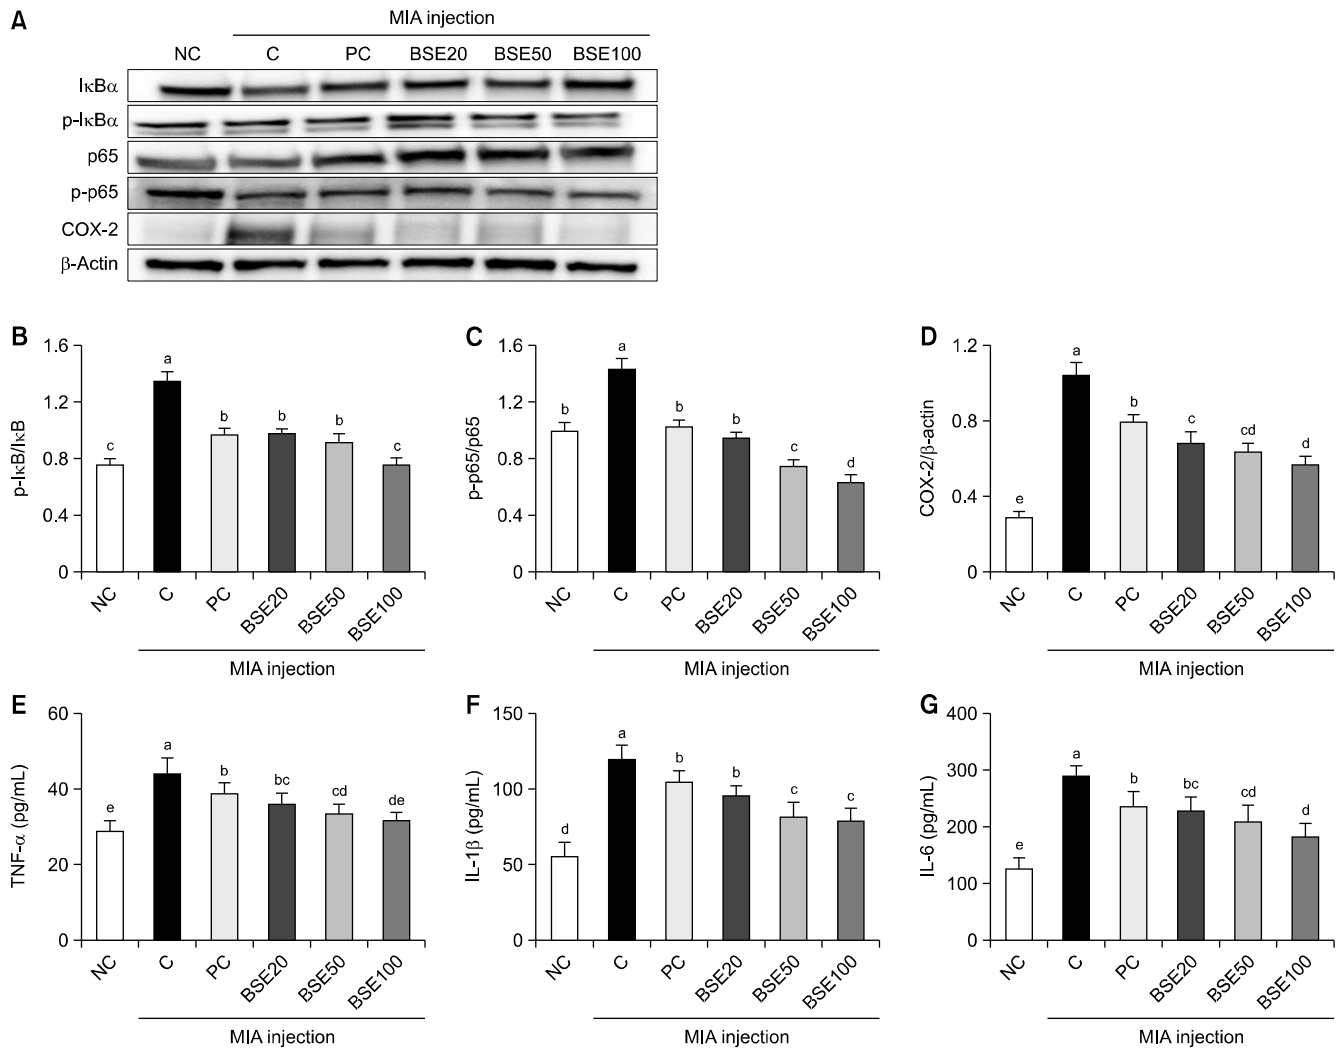 A
MIA injection
NC C PC BSE20 BSE50 BSE100
IκBα
p-IκBα
p65
p-p65
COX-2
β-Actin
B
p-IκB/IκB
1.6
1.2
0.8
0.4
0
c a b b b c
NC C PC BSE20 BSE50 BSE100
MIA injection
C
p-p65/p65
1.6
1.2
0.8
0.4
0
b a b b c d
NC C PC BSE20 BSE50 BSE100
MIA injection
D
COX-2/β-actin
1.2
0.8
0.4
0
e a b c cd d
NC C PC BSE20 BSE50 BSE100
MIA injection
E
TNF-α (pg/mL)
60
40
20
0
e a b bc cd de
NC C PC BSE20 BSE50 BSE100
MIA injection
F
IL-1β (pg/mL)
150
100
50
0
d a b b c c
NC C PC BSE20 BSE50 BSE100
MIA injection
G
IL-6 (pg/mL)
400
300
200
100
0
e a b bc cd d
NC C PC BSE20 BSE50 BSE100
MIA injection